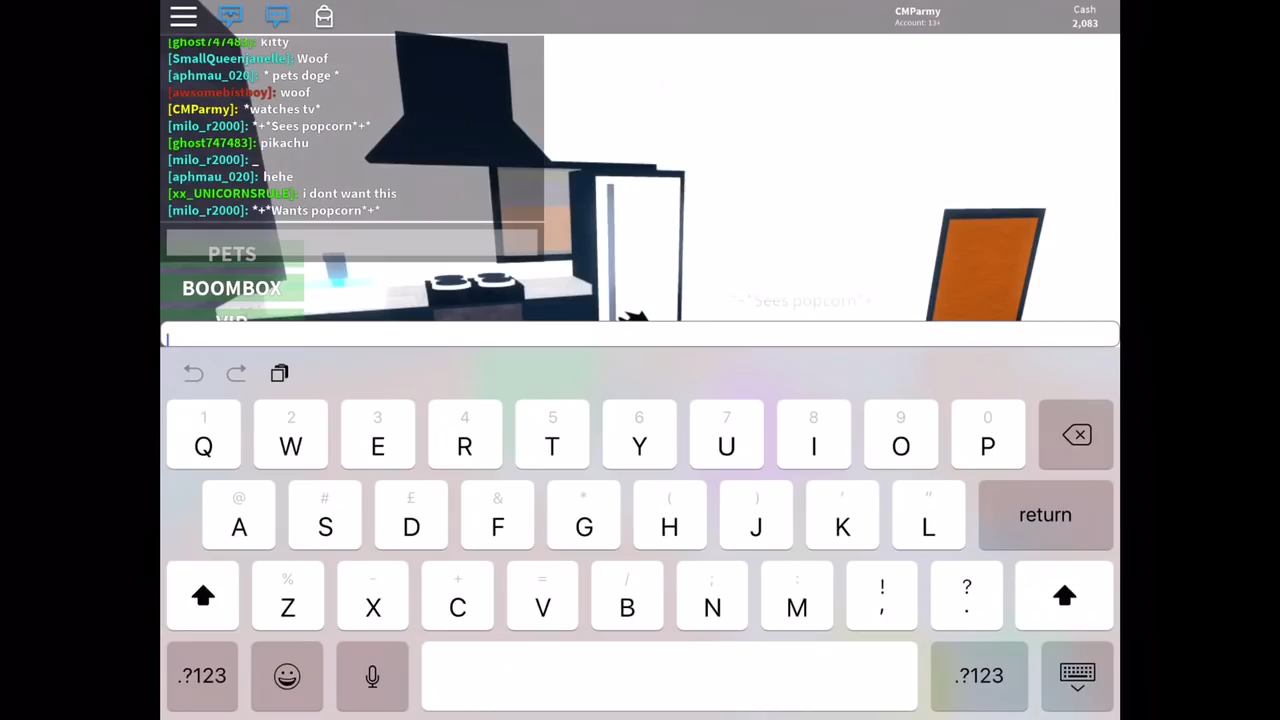 CMParmy
Account: 13+
Cash
2,083
[ghost747483]: kitty
[SmallQueenjanelle]: Woof
[aphmau_020]: * pets doge *
[awsomebistboy]: woof
[CMParmy]: *watches tv*
[milo_r2000]: *+*Sees popcorn*+*
[ghost747483]: pikachu
[milo_r2000]: _
[aphmau_020]: hehe
[xx_UNICORNSRULE]: i dont want this
[milo_r2000]: *+*Wants popcorn*+*
PETS
BOOMBOX
VIP
*+*Sees popcorn*+*
1 2 3 4 5 6 7 8 9 0
Q W E R T Y U I O P
@ # £ & * ( ) ' "
A S D F G H J K L return
% - + = / ; : ! ?
Z X C V B N M , .
.?123 .?123